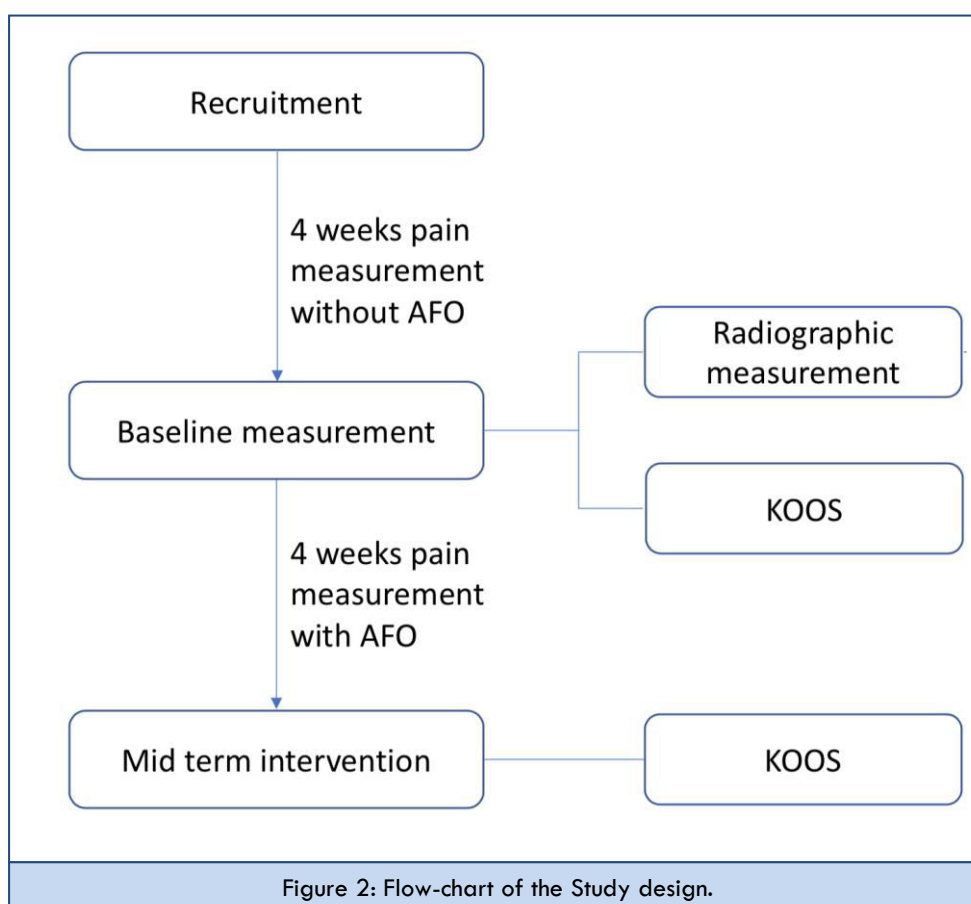 Recruitment
4 weeks pain
measurement
without AFO
Radiographic
measurement
Baseline measurement
KOOS
4 weeks pain
measurement
with AFO
Mid term intervention
KOOS
Figure 2: Flow-chart of the Study design.